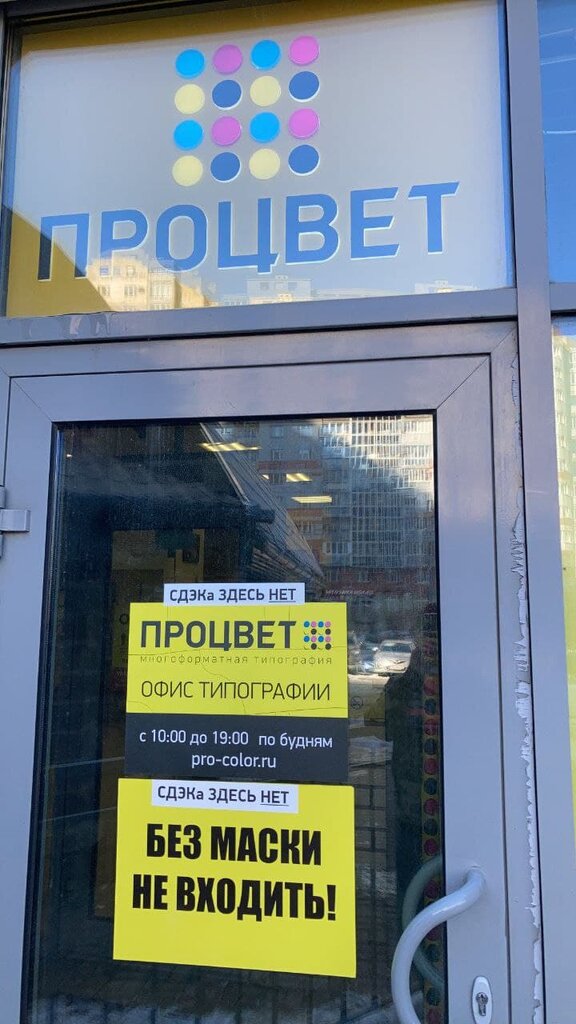 ПРОЦВЕТ
СДЭКа ЗДЕСЬ НЕТ
ПРОЦВЕТ
многоформатная типография
ОФИС ТИПОГРАФИИ
с 10:00 до 19:00 по будням
pro-color.ru
СДЭКа ЗДЕСЬ НЕТ
БЕЗ МАСКИ
НЕ ВХОДИТЬ!